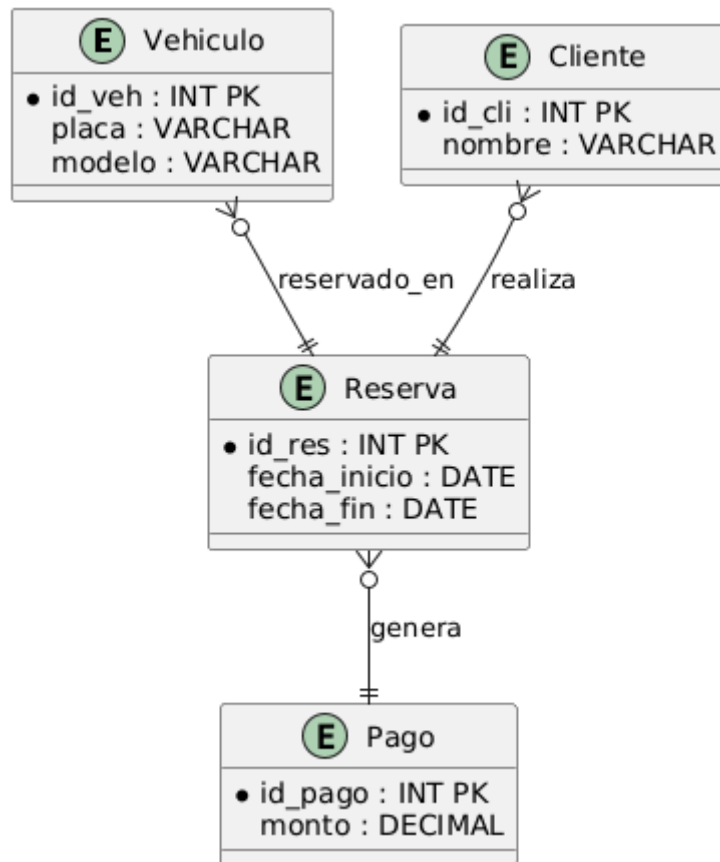 E Vehiculo
id_veh : INT PK
placa : VARCHAR
modelo : VARCHAR
E Cliente
id_cli : INT PK
nombre : VARCHAR
reservado_en
realiza
E Reserva
id_res : INT PK
fecha_inicio : DATE
fecha_fin : DATE
genera
E Pago
id_pago : INT PK
monto : DECIMAL